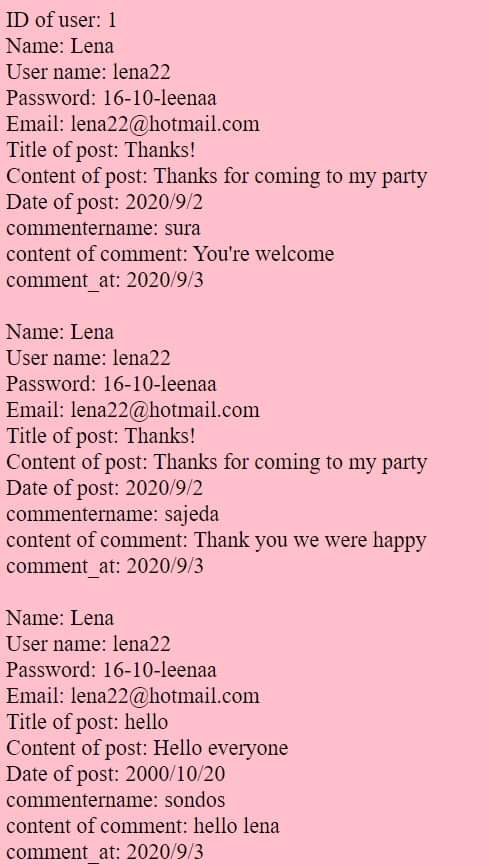 ID of user: 1
Name: Lena
User name: lena22
Password: 16-10-leenaa
Email: lena22@hotmail.com
Title of post: Thanks!
Content of post: Thanks for coming to my party
Date of post: 2020/9/2
commentername: sura
content of comment: You're welcome
comment_at: 2020/9/3
Name: Lena
User name: lena22
Password: 16-10-leenaa
Email: lena22@hotmail.com
Title of post: Thanks!
Content of post: Thanks for coming to my party
Date of post: 2020/9/2
commentername: sajeda
content of comment: Thank you we were happy
comment_at: 2020/9/3
Name: Lena
User name: lena22
Password: 16-10-leenaa
Email: lena22@hotmail.com
Title of post: hello
Content of post: Hello everyone
Date of post: 2000/10/20
commentername: sondos
content of comment: hello lena
comment_at: 2020/9/3